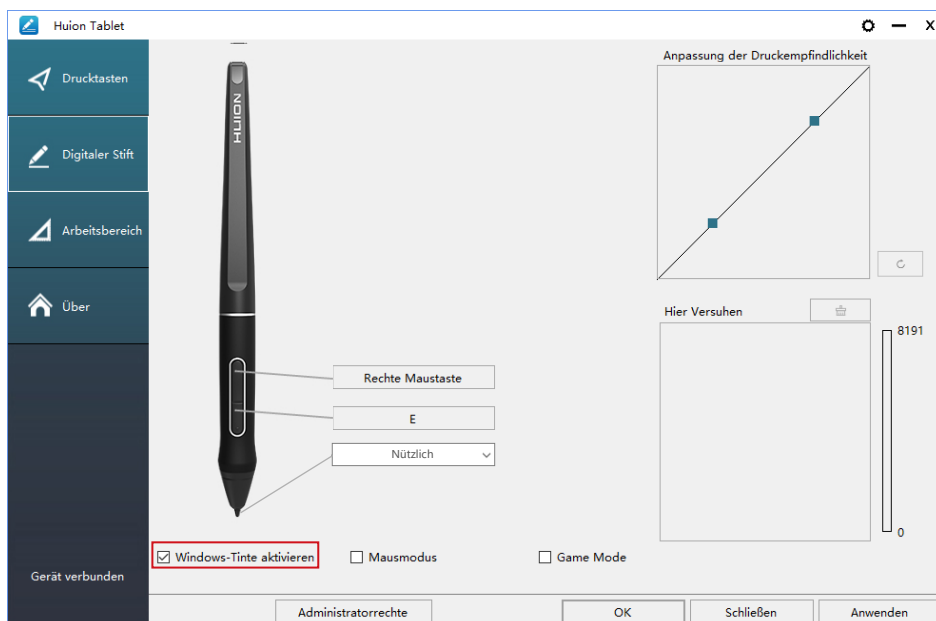 Huion Tablet
X
Drucktasten
Digitaler Stift
Arbeitsbereich
Über
Gerät verbunden
HUION
Rechte Maustaste
E
Nützlich
Windows-Tinte aktivieren
Mausmodus
Game Mode
Anpassung der Druckempfindlichkeit
Hier Versuhen
8191
0
Administratorrechte
OK
Schließen
Anwenden